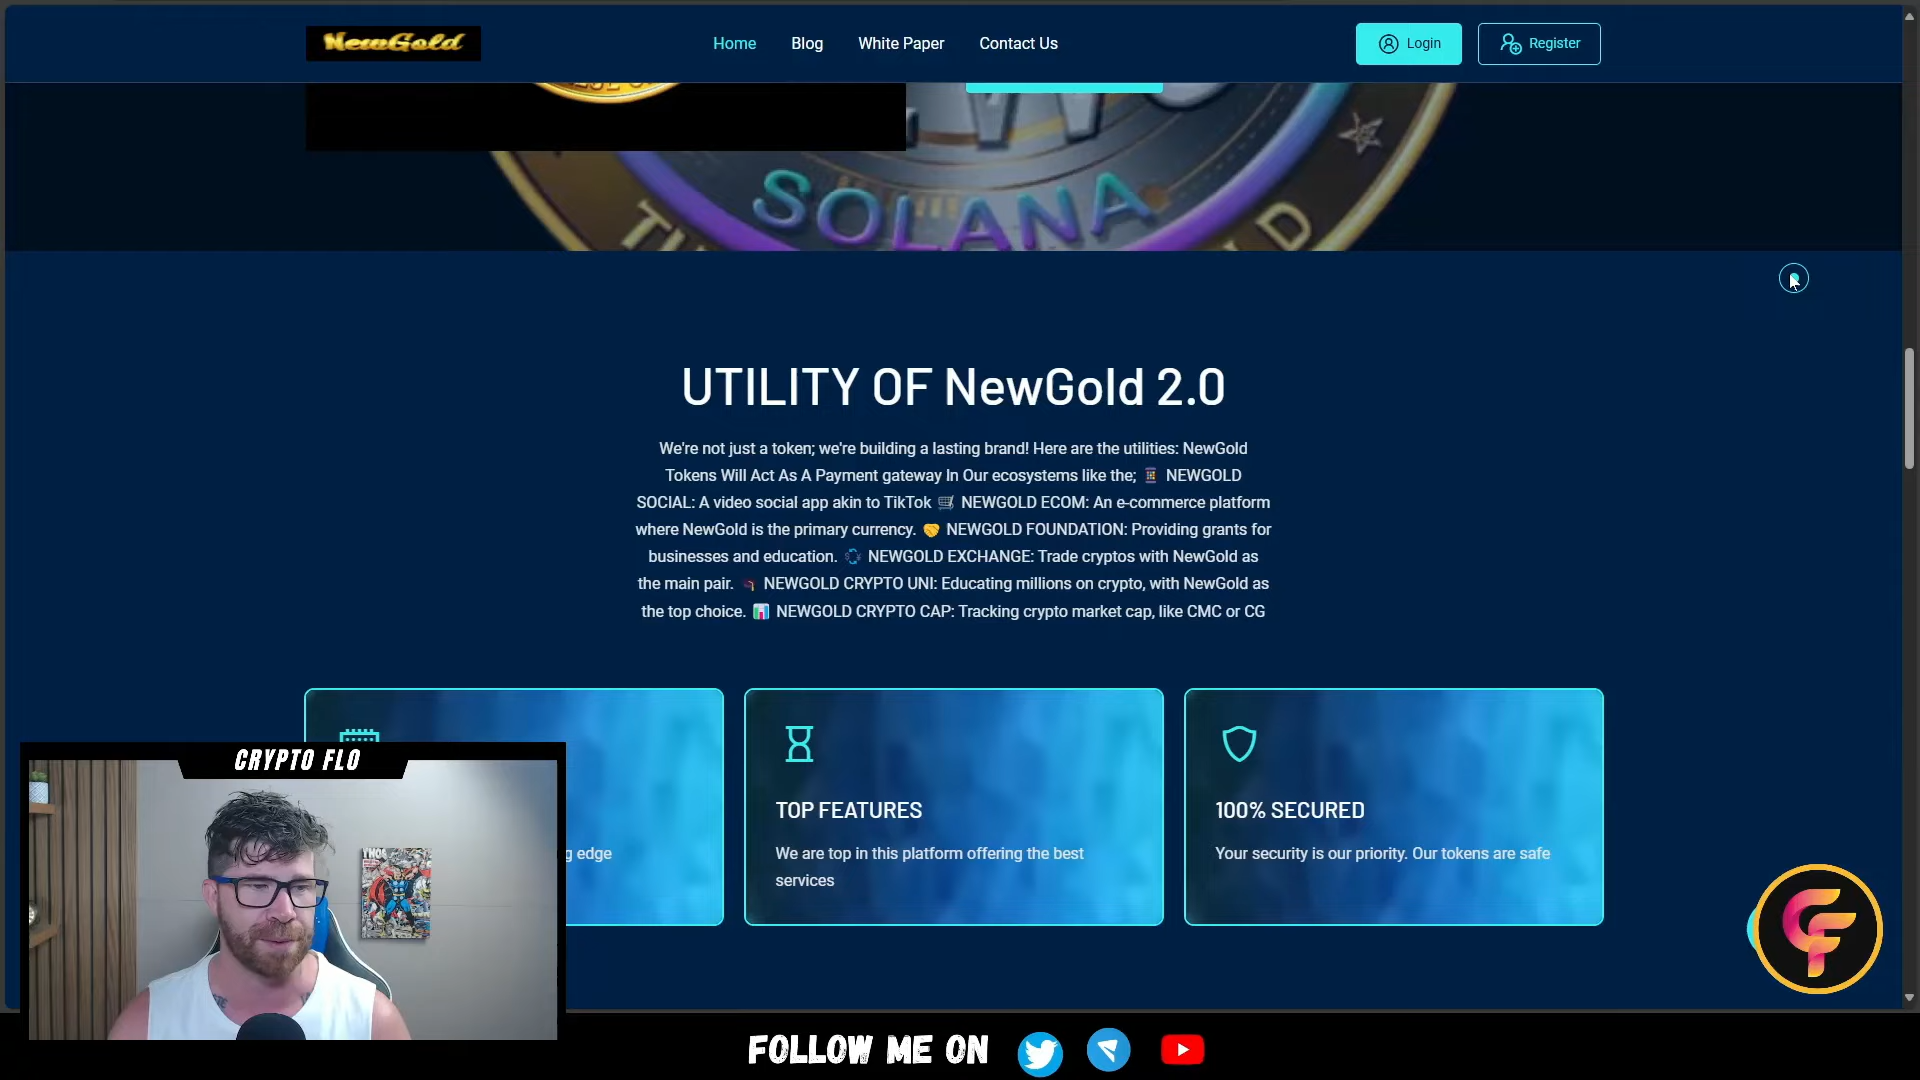 NewGold
Home
Blog
White Paper
Contact Us
Login
Register
SOLANA
UTILITY OF NewGold 2.0
We're not just a token; we're building a lasting brand! Here are the utilities: NewGold
Tokens Will Act As A Payment gateway In Our ecosystems like the; 🧵 NEWGOLD
SOCIAL: A video social app akin to TikTok 🛒 NEWGOLD ECOM: An e-commerce platform
where NewGold is the primary currency. 🤝 NEWGOLD FOUNDATION: Providing grants for
businesses and education. 💱 NEWGOLD EXCHANGE: Trade cryptos with NewGold as
the main pair. 🎓 NEWGOLD CRYPTO UNI: Educating millions on crypto, with NewGold as
the top choice. 📊 NEWGOLD CRYPTO CAP: Tracking crypto market cap, like CMC or CG
g edge
TOP FEATURES
We are top in this platform offering the best
services
100% SECURED
Your security is our priority. Our tokens are safe
CRYPTO FLO
FOLLOW ME ON